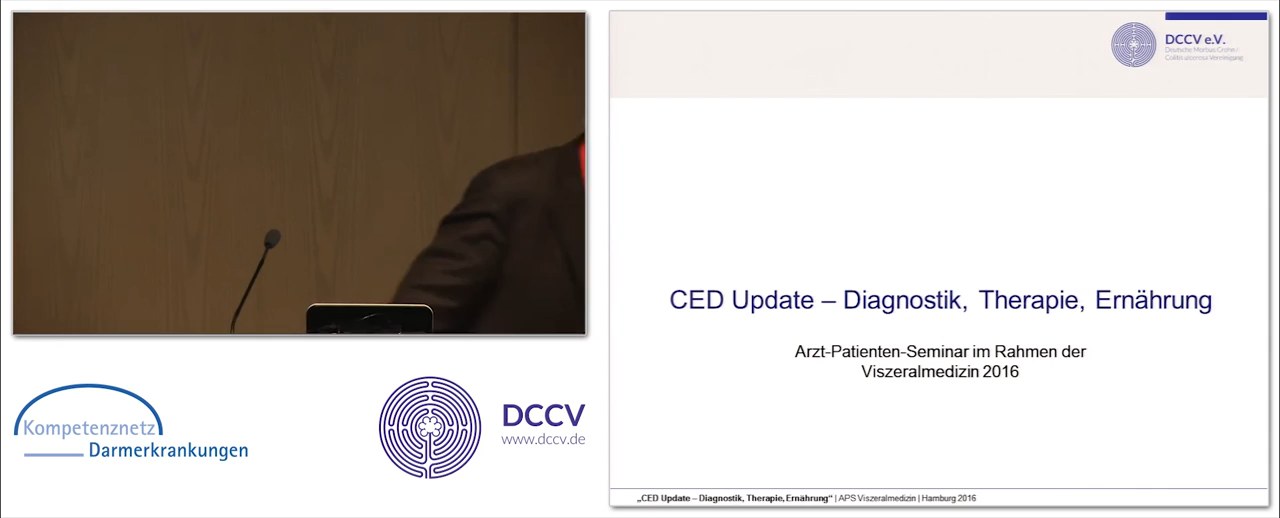 DCCV e.V.
Deutsche Morbus Crohn /
Colitis ulcerosa Vereinigung
CED Update – Diagnostik, Therapie, Ernährung
Arzt-Patienten-Seminar im Rahmen der
Viszeralmedizin 2016
„CED Update – Diagnostik, Therapie, Ernährung“ | APS Viszeralmedizin | Hamburg 2016
Kompetenznetz
Darmerkrankungen
DCCV
www.dccv.de